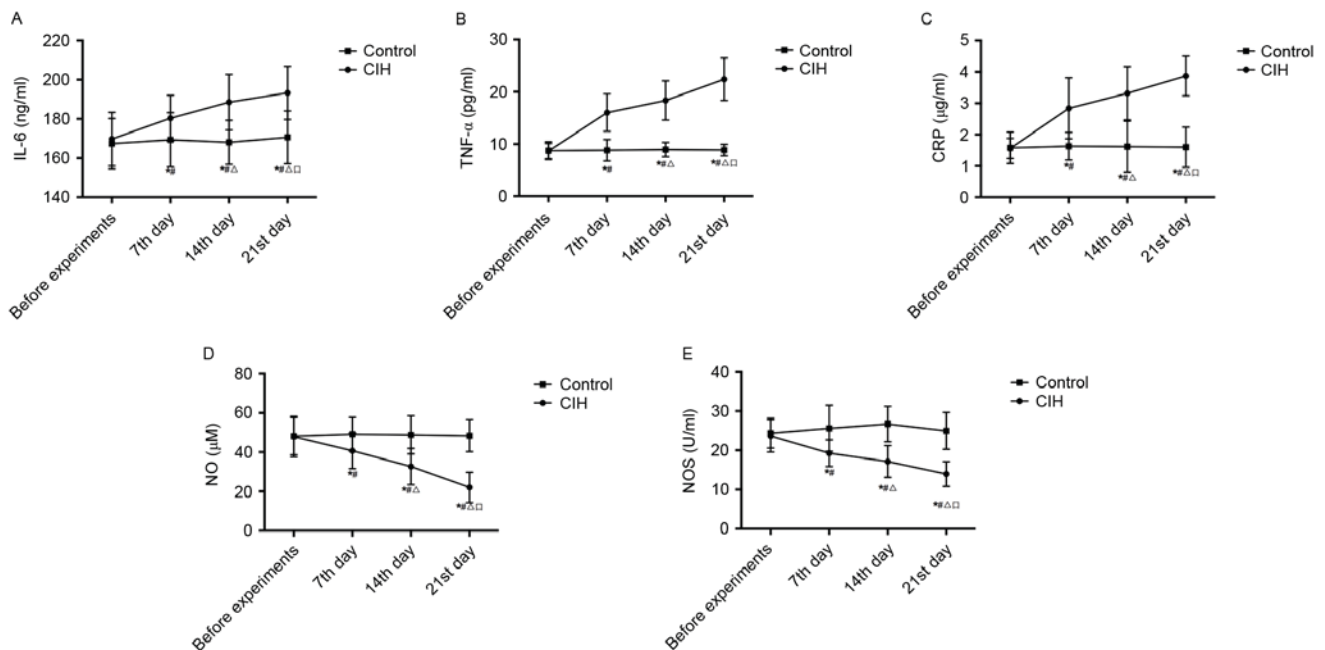 A
IL-6 (ng/ml)
220
200
180
160
140
Control
CIH
*#
*#△
*#△□
Before experiments
7th day
14th day
21st day
B
TNF-α (pg/ml)
30
20
10
0
Control
CIH
*#
*#△
*#△□
Before experiments
7th day
14th day
21st day
C
CRP (μg/ml)
5
4
3
2
1
0
Control
CIH
*#
*#△
*#△□
Before experiments
7th day
14th day
21st day
D
NO (μM)
80
60
40
20
0
Control
CIH
*#
*#△
*#△□
Before experiments
7th day
14th day
21st day
E
NOS (U/ml)
40
30
20
10
0
Control
CIH
*#
*#△
*#△□
Before experiments
7th day
14th day
21st day